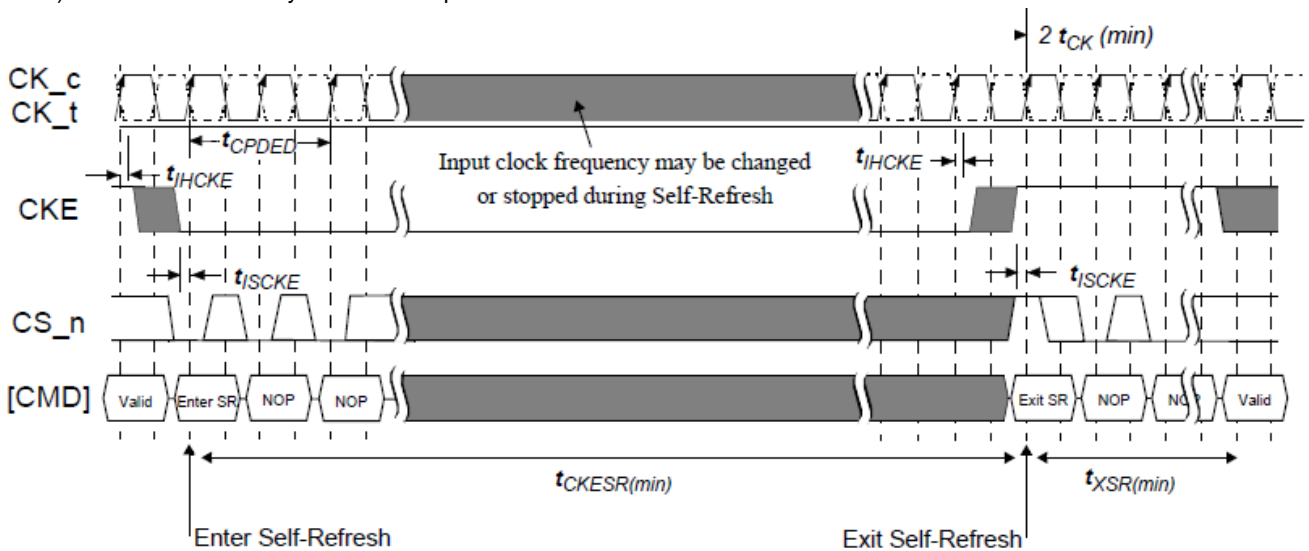 2 tCK (min)
CK_c
CK_t
tCPDED
Input clock frequency may be changed
or stopped during Self-Refresh
tIHCKE
tIHCKE
CKE
tISCKE
tISCKE
CS_n
[CMD]
Valid
Enter SR
NOP
NOP
Exit SR
NOP
NOP
Valid
tCKESR(min)
tXSR(min)
Enter Self-Refresh
Exit Self-Refresh